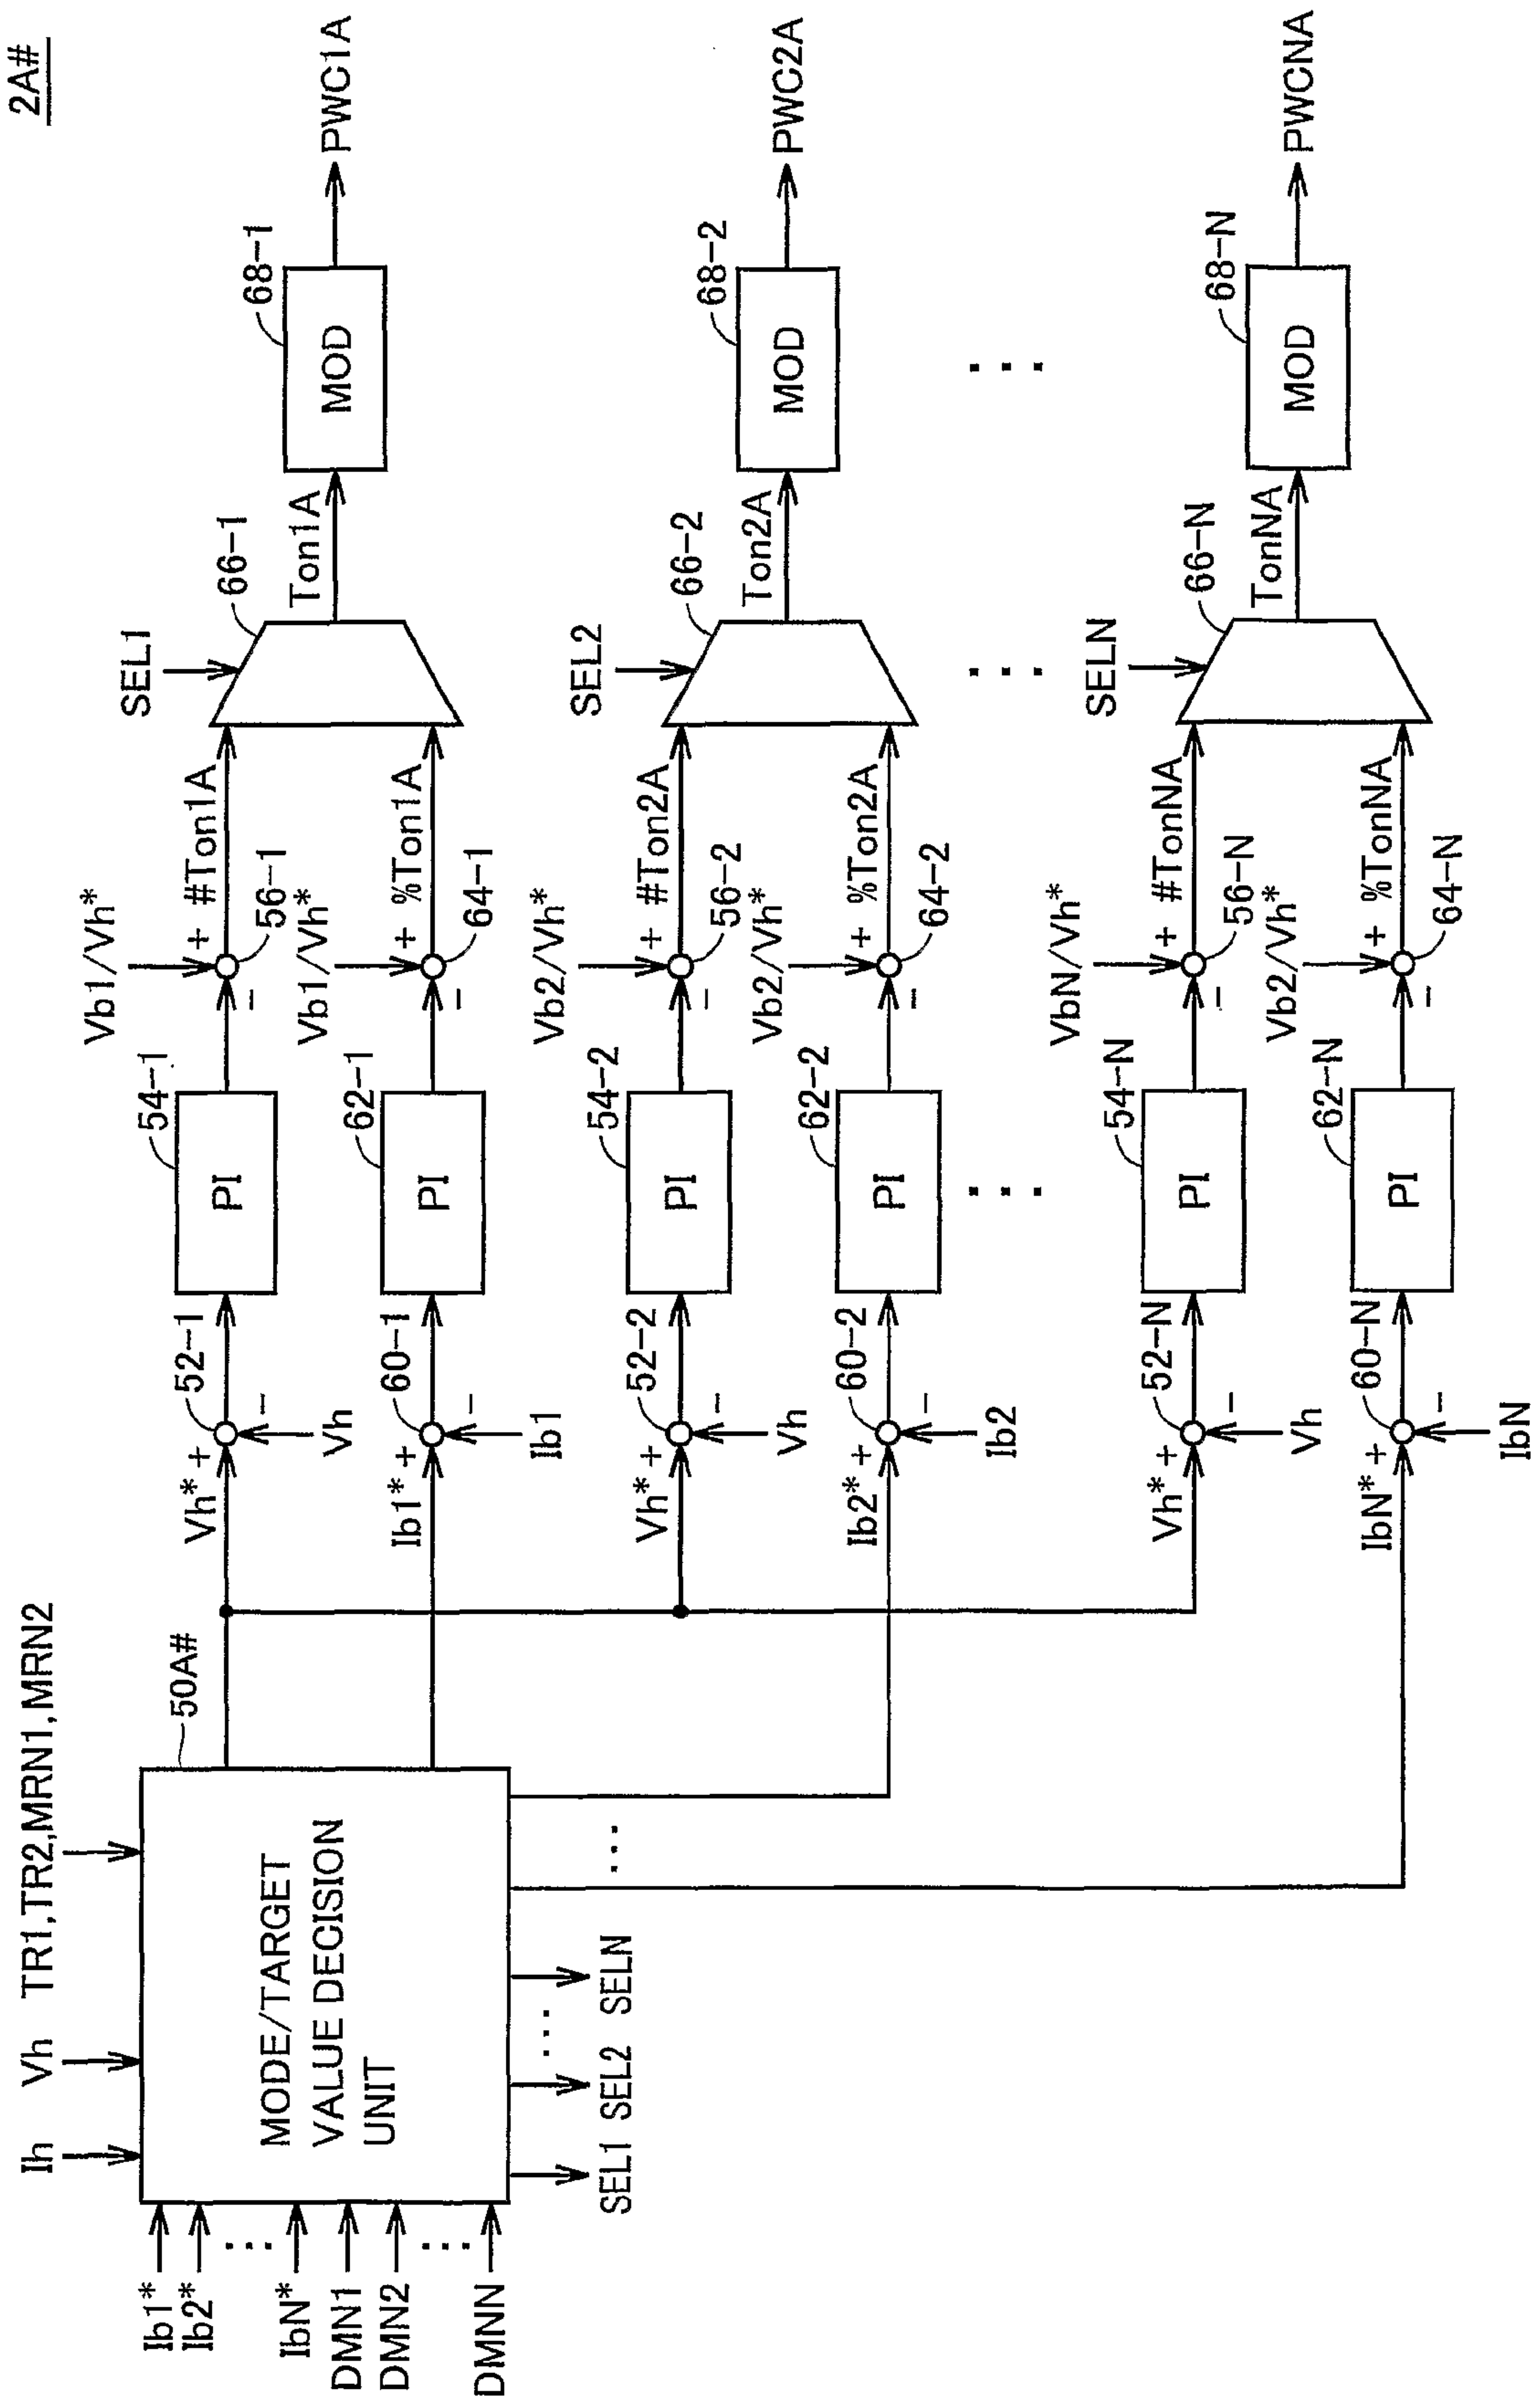 2A#
Ih
Vh
TR1,TR2,MRN1,MRN2
Ib1*
Ib2*
...
IbN*
DMN1
DMN2
...
DMNN
MODE/TARGET
VALUE DECISION
UNIT
50A#
SEL1
SEL2
...
SELN
...
Vh*
+
52-1
−
Vh
PI
54-1
Vb1/Vh*
+
−
56-1
#Ton1A
Ib1*
+
60-1
−
Ib1
PI
62-1
Vb1/Vh*
+
−
64-1
%Ton1A
SEL1
66-1
Ton1A
MOD
68-1
PWC1A
Vh*
+
52-2
−
Vh
PI
54-2
Vb2/Vh*
+
−
56-2
#Ton2A
Ib2*
+
60-2
−
Ib2
PI
62-2
Vb2/Vh*
+
−
64-2
%Ton2A
SEL2
66-2
Ton2A
MOD
68-2
PWC2A
...
...
...
Vh*
+
52-N
−
Vh
PI
54-N
VbN/Vh*
+
−
56-N
#TonNA
IbN*
+
60-N
−
IbN
PI
62-N
Vb2/Vh*
+
−
64-N
%TonNA
SELN
66-N
TonNA
MOD
68-N
PWCNA